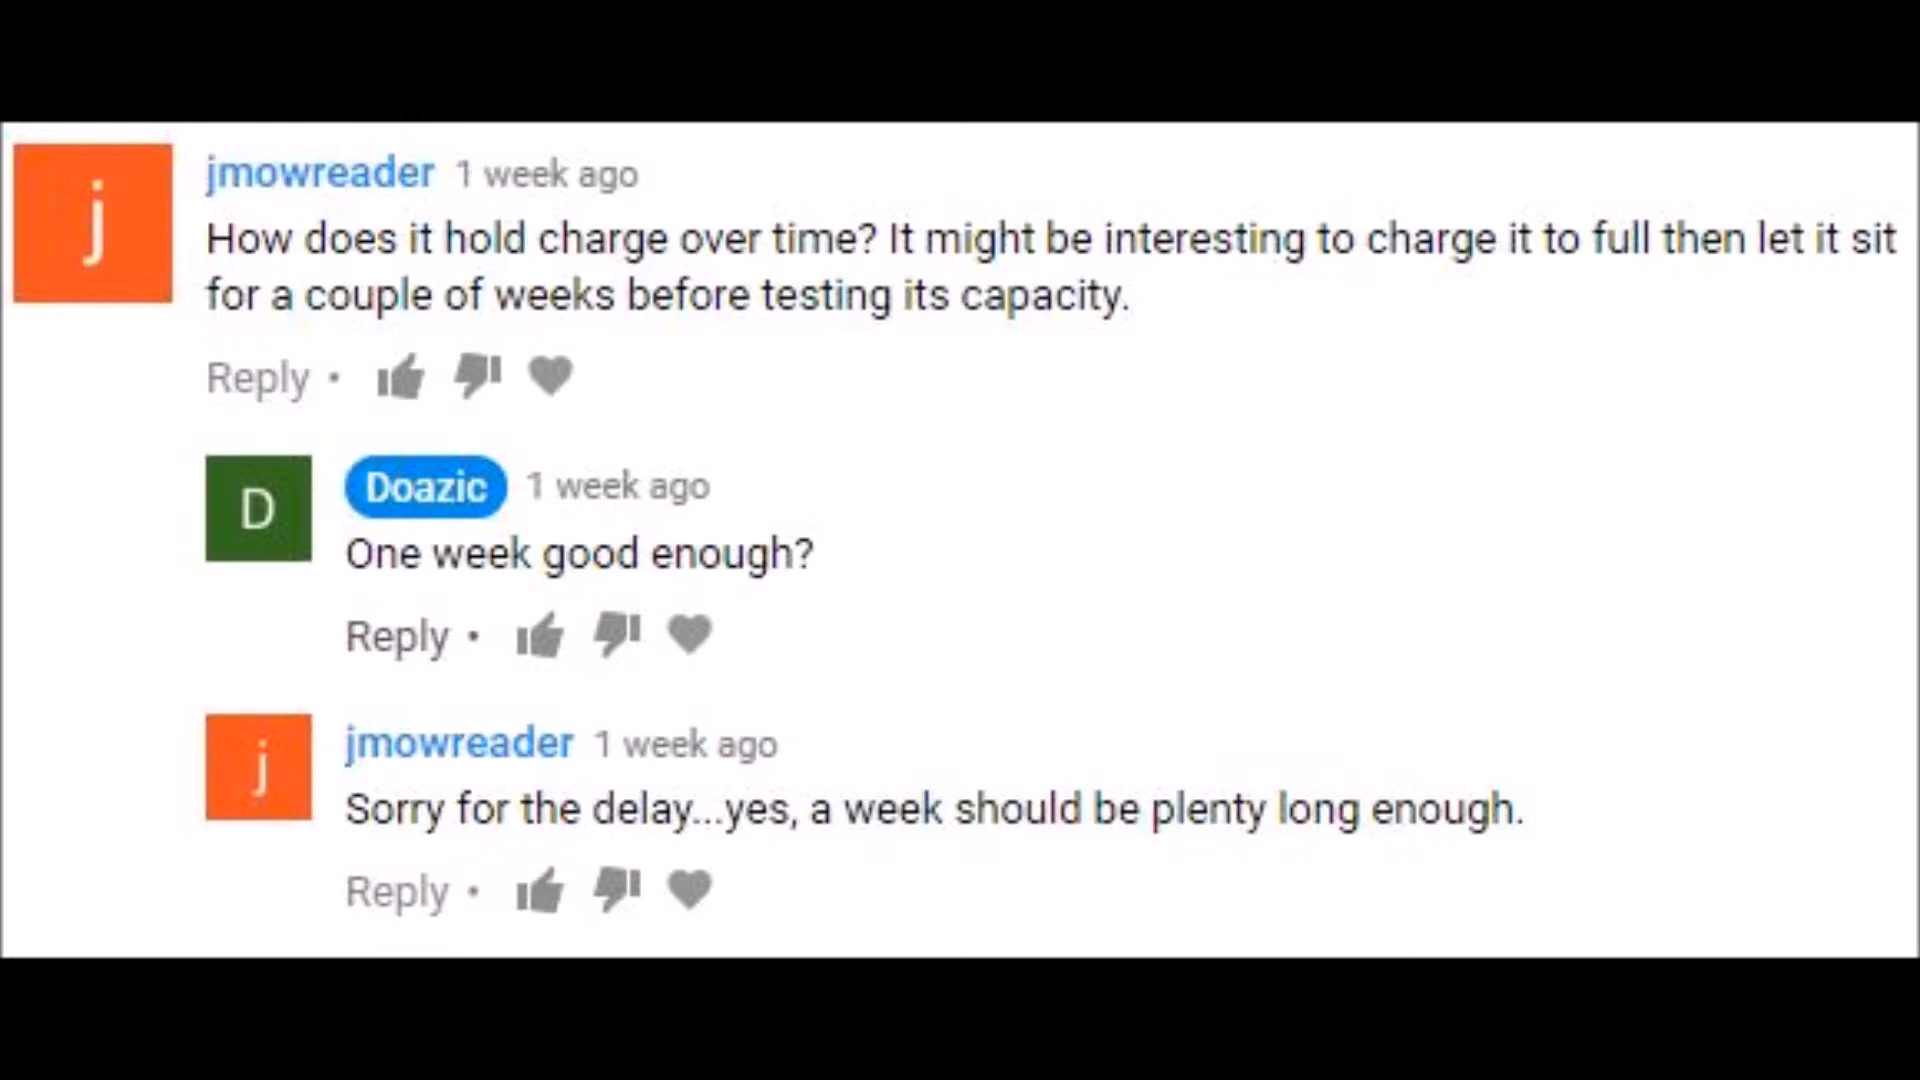 j
jmowreader 1 week ago
How does it hold charge over time? It might be interesting to charge it to full then let it sit
for a couple of weeks before testing its capacity.
Reply •
D
Doazic 1 week ago
One week good enough?
Reply •
j
jmowreader 1 week ago
Sorry for the delay...yes, a week should be plenty long enough.
Reply •